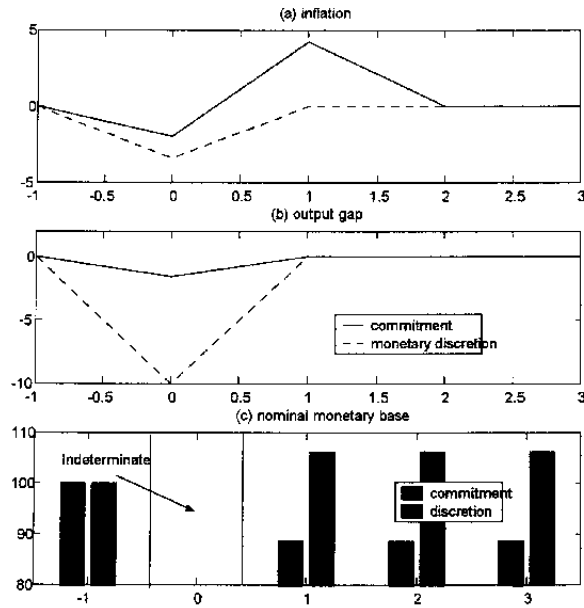 (a) inflation
5
0
-5
-1 -0.5 0 0.5 1 1.5 2 2.5 3
(b) output gap
0
-5
-10
commitment
monetary discretion
-1 -0.5 0 0.5 1 1.5 2 2.5 3
(c) nominal monetary base
110
100
90
80
Indeterminate
commitment
discretion
-1 0 1 2 3